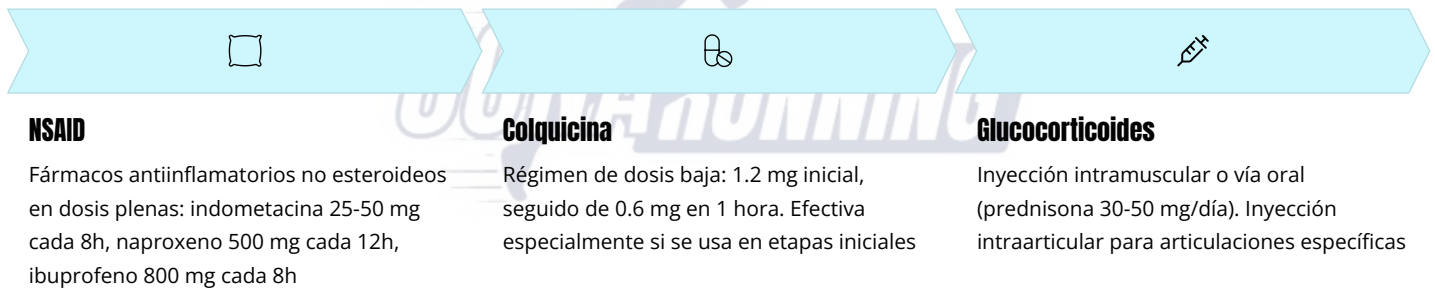 NSAID
Fármacos antiinflamatorios no esteroideos
en dosis plenas: indometacina 25-50 mg
cada 8h, naproxeno 500 mg cada 12h,
ibuprofeno 800 mg cada 8h
Colquicina
Régimen de dosis baja: 1.2 mg inicial,
seguido de 0.6 mg en 1 hora. Efectiva
especialmente si se usa en etapas iniciales
Glucocorticoides
Inyección intramuscular o vía oral
(prednisona 30-50 mg/día). Inyección
intraarticular para articulaciones específicas